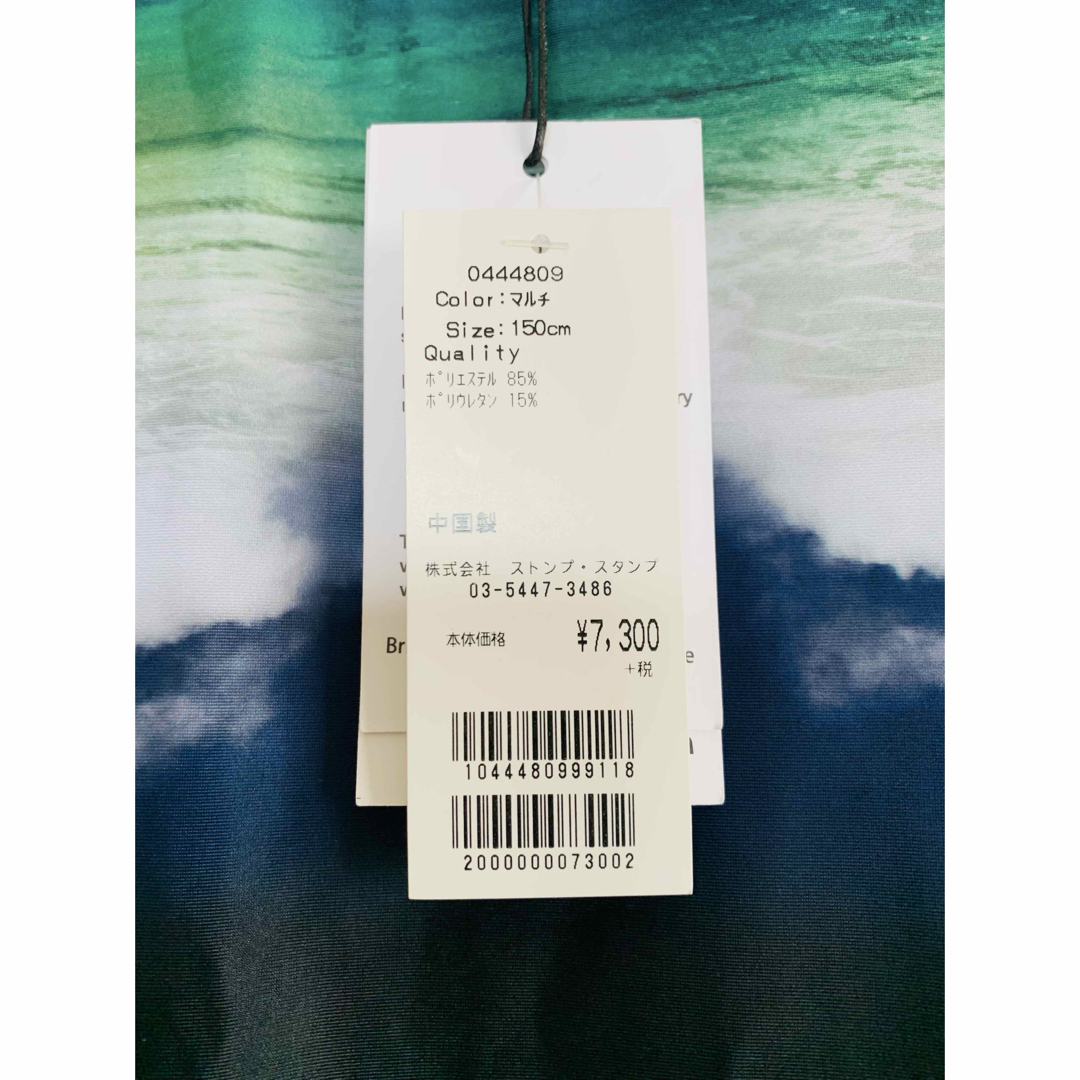 0444809
Color:マルチ
Size:150cm
Quality
ポリエステル 85%
ポリウレタン 15%
ry
中国製
株式会社 ストンプ・スタンプ
03-5447-3486
本体価格 ¥7,300
+税
Br
e
1044480999118
2000000073002